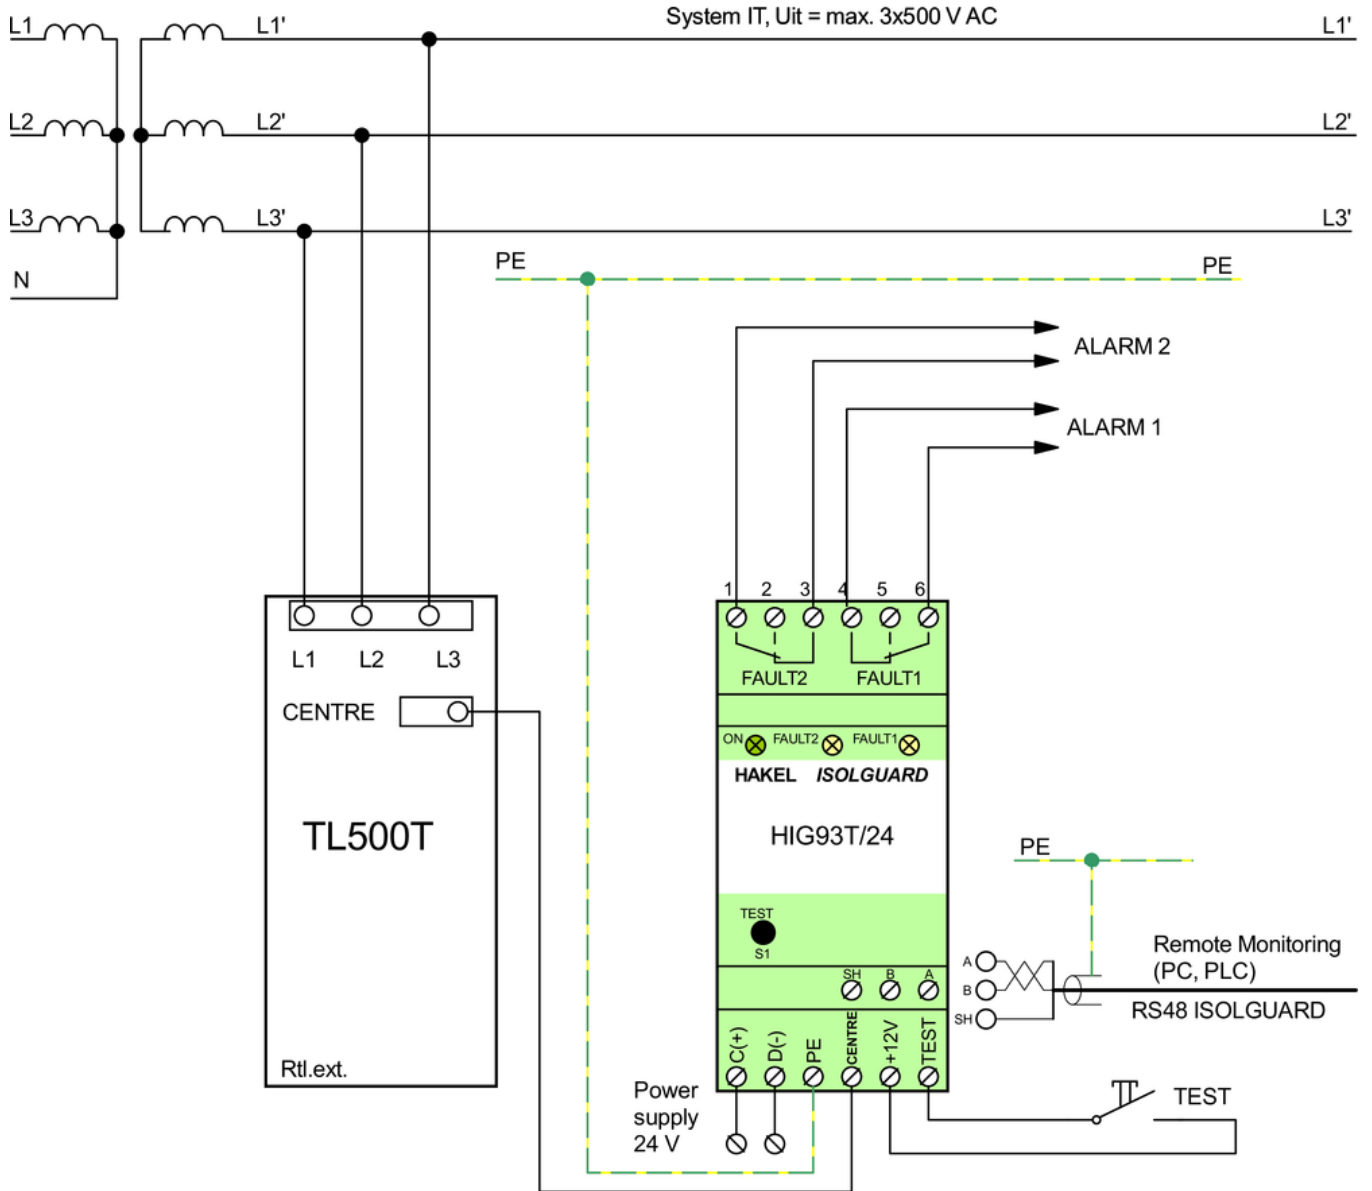 System IT, Uit = max. 3x500 V AC
L1 L1' L1'
L2 L2' L2'
L3 L3' L3'
N
PE PE
ALARM 2
ALARM 1
1 2 3 4 5 6
FAULT2 FAULT1
L1 L2 L3
CENTRE
TL500T
Rtl.ext.
ON FAULT2 FAULT1
HAKEL ISOLGUARD
HIG93T/24
TEST
S1
SH B A
C(+) D(-) PE CENTRE +12V TEST
Power
supply
24 V
PE
A
B
SH
Remote Monitoring
(PC, PLC)
RS48 ISOLGUARD
TEST